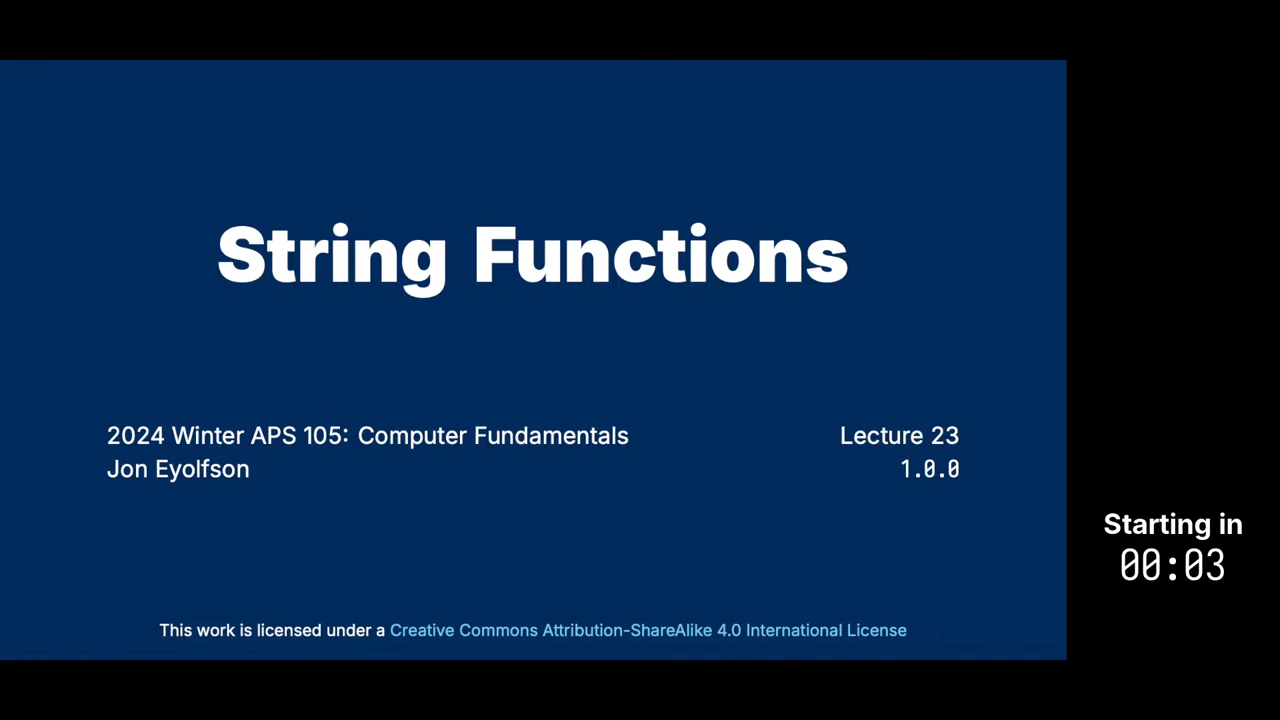 String Functions
2024 Winter APS 105: Computer Fundamentals
Lecture 23
Jon Eyolfson
1.0.0
Starting in
00:03
This work is licensed under a Creative Commons Attribution-ShareAlike 4.0 International License